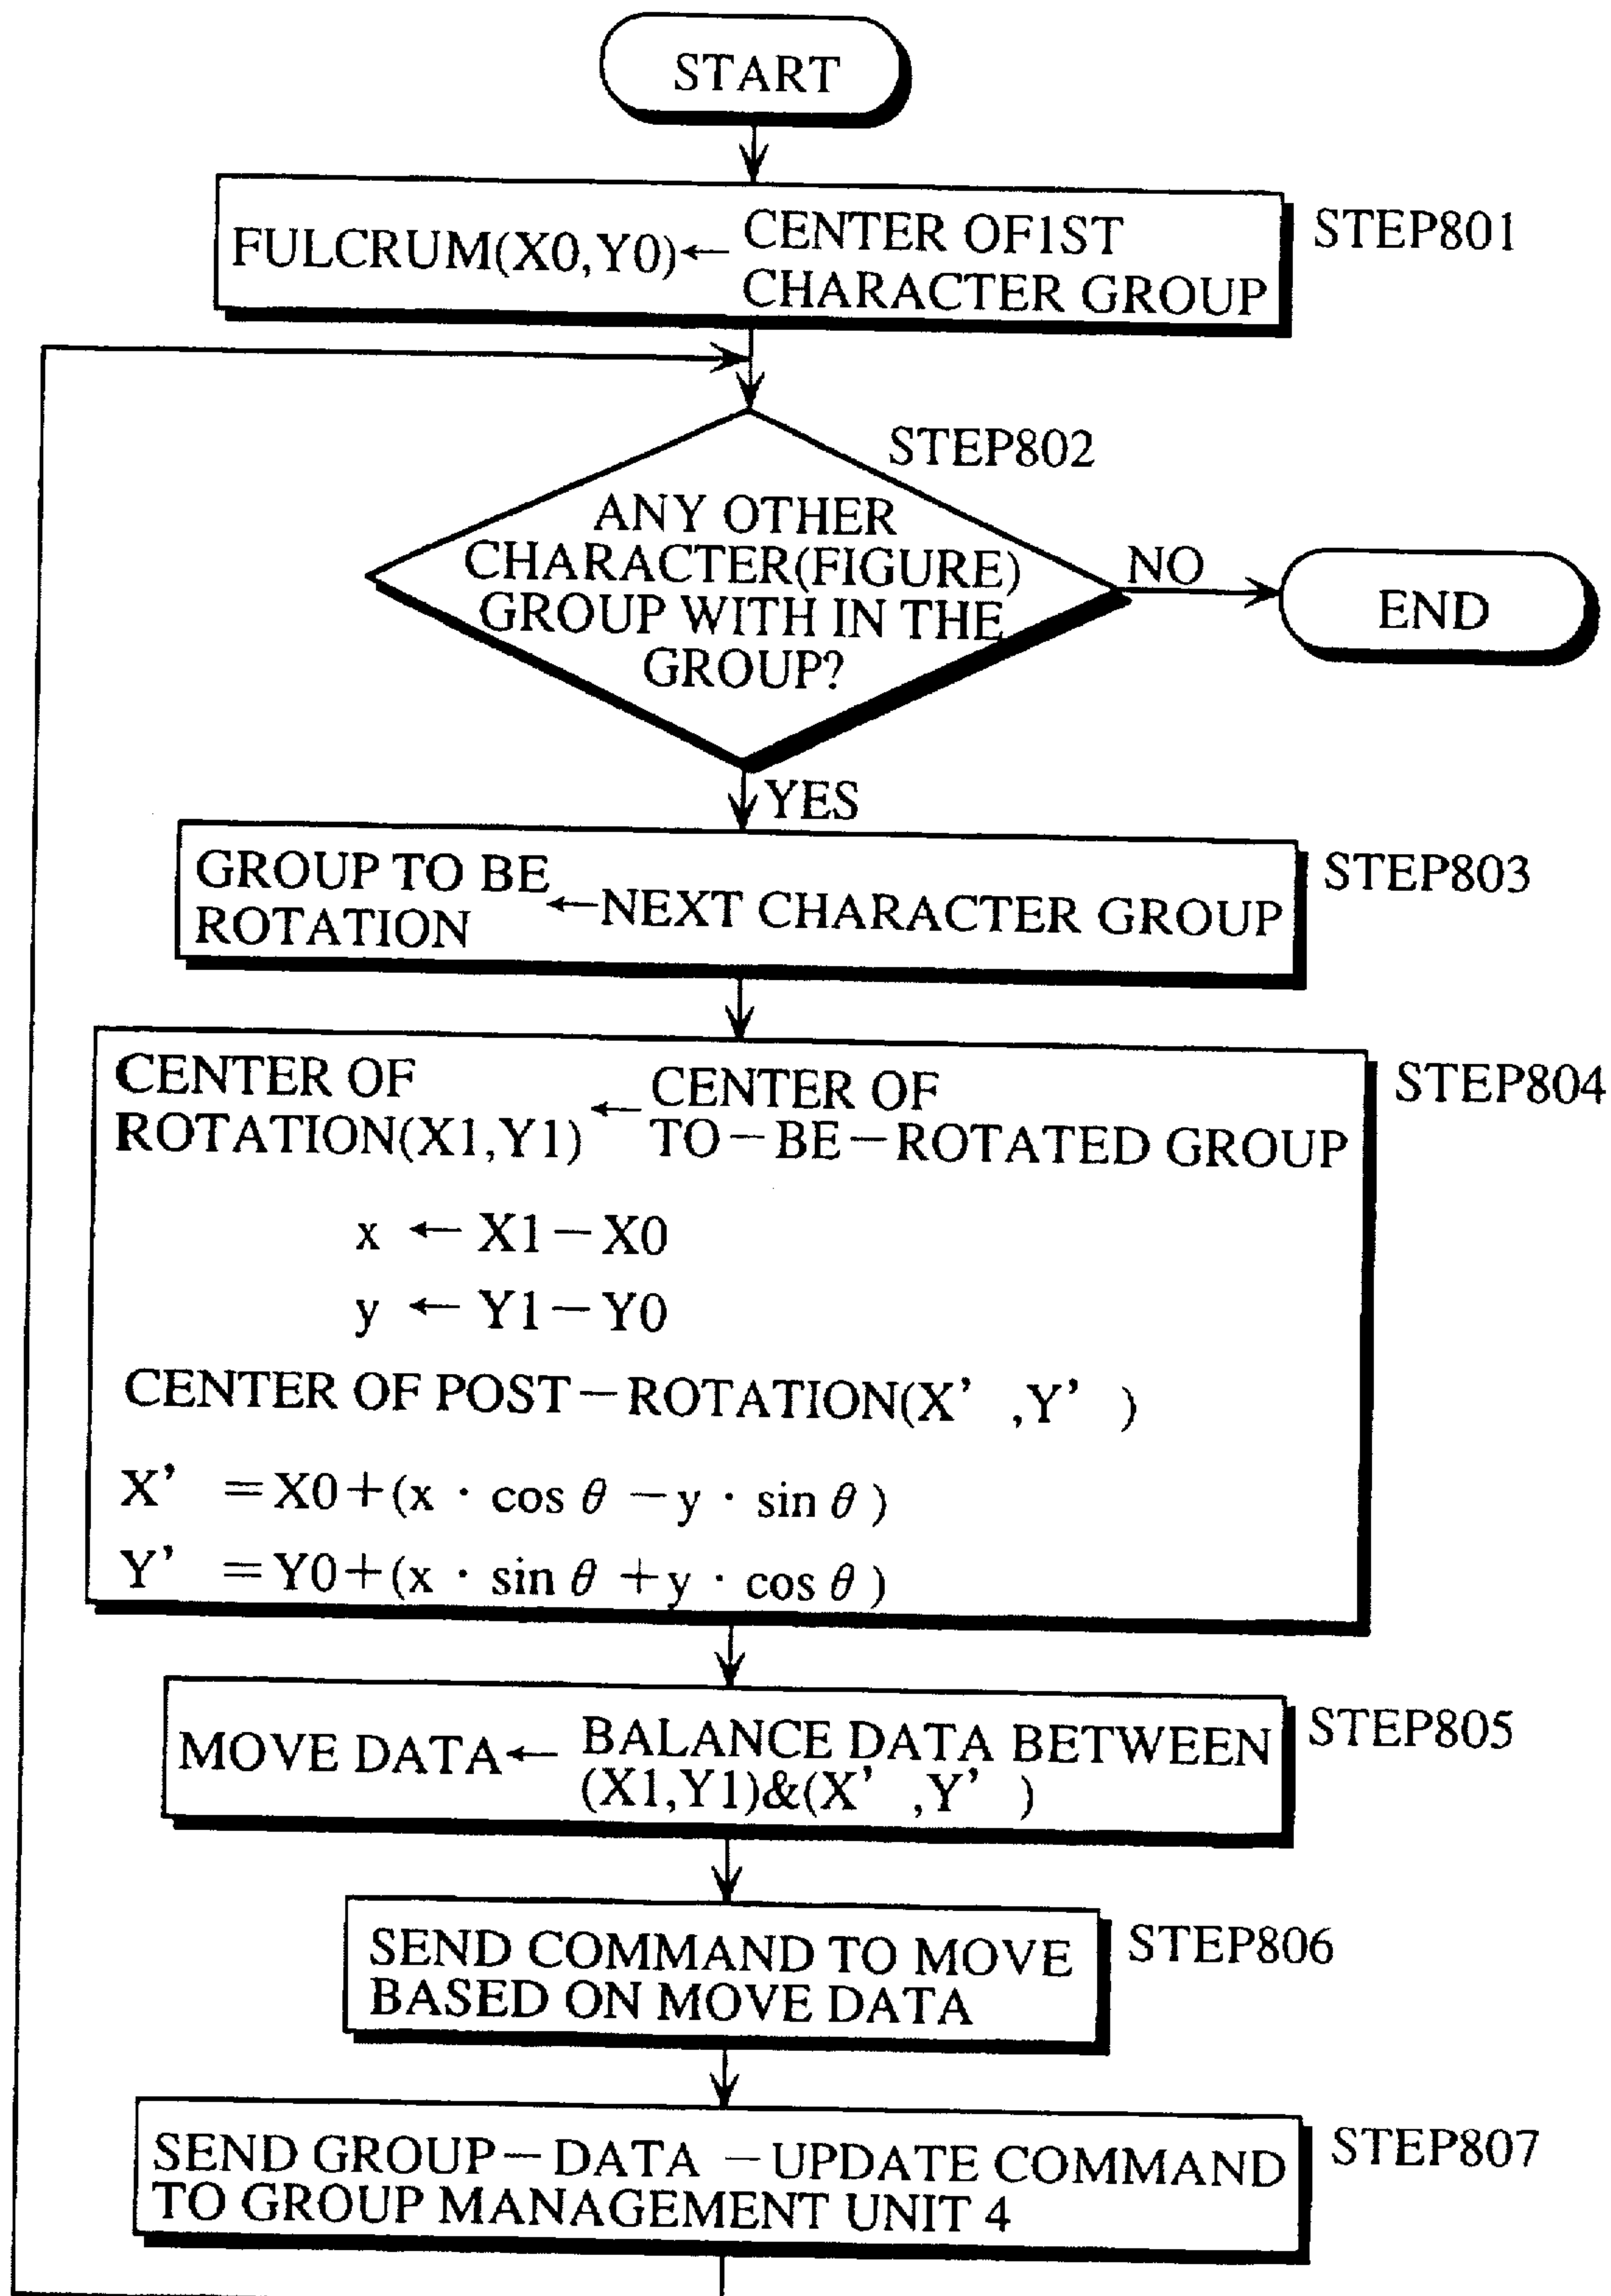 START
FULCRUM(X0,Y0)← CENTER OF1ST
CHARACTER GROUP
STEP801
STEP802
ANY OTHER
CHARACTER(FIGURE)
GROUP WITH IN THE
GROUP?
NO
END
YES
GROUP TO BE
ROTATION
←NEXT CHARACTER GROUP
STEP803
CENTER OF
ROTATION(X1,Y1)
← CENTER OF
TO-BE-ROTATED GROUP
STEP804
x ← X1-X0
y ← Y1-Y0
CENTER OF POST-ROTATION(X' ,Y' )
X' =X0+(x · cos θ -y · sin θ )
Y' =Y0+(x · sin θ +y · cos θ )
MOVE DATA← BALANCE DATA BETWEEN
(X1,Y1)&(X' ,Y' )
STEP805
SEND COMMAND TO MOVE
BASED ON MOVE DATA
STEP806
SEND GROUP-DATA -UPDATE COMMAND
TO GROUP MANAGEMENT UNIT 4
STEP807